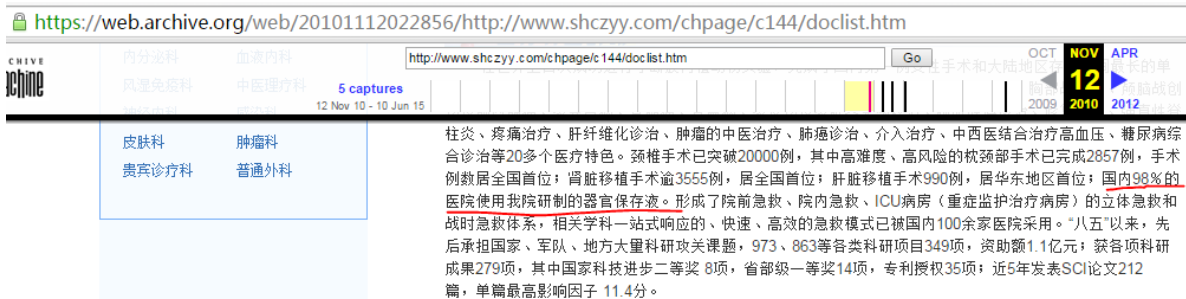 https://web.archive.org/web/20101112022856/http://www.shczyy.com/chpage/c144/doclist.htm
CHIVE
achine
内分泌科 血液内科
风湿免疫科 中医理疗科
http://www.shczyy.com/chpage/c144/doclist.htm Go
5 captures
12 Nov 10 - 10 Jun 15
OCT NOV APR
12
2009 2010 2012
皮肤科 肿瘤科
贵宾诊疗科 普通外科
柱炎、疼痛治疗、肝纤维化诊治、肿瘤的中医治疗、肺癌诊治、介入治疗、中西医结合治疗高血压、糖尿病综
合诊治等20多个医疗特色。颈椎手术已突破20000例，其中高难度、高风险的枕颈部手术已完成2857例，手术
例数居全国首位；肾脏移植手术逾3555例，居全国首位；肝脏移植手术990例，居华东地区首位；国内98%的
医院使用我院研制的器官保存液。形成了院前急救、院内急救、ICU病房（重症监护治疗病房）的立体急救和
战时急救体系，相关学科一站式响应的、快速、高效的急救模式已被国内100余家医院采用。“八五”以来，先
后承担国家、军队、地方大量科研攻关课题，973、863等各类科研项目349项，资助额1.1亿元；获各项科研
成果279项，其中国家科技进步二等奖 8项，省部级一等奖14项，专利授权35项；近5年发表SCI论文212
篇，单篇最高影响因子 11.4分。